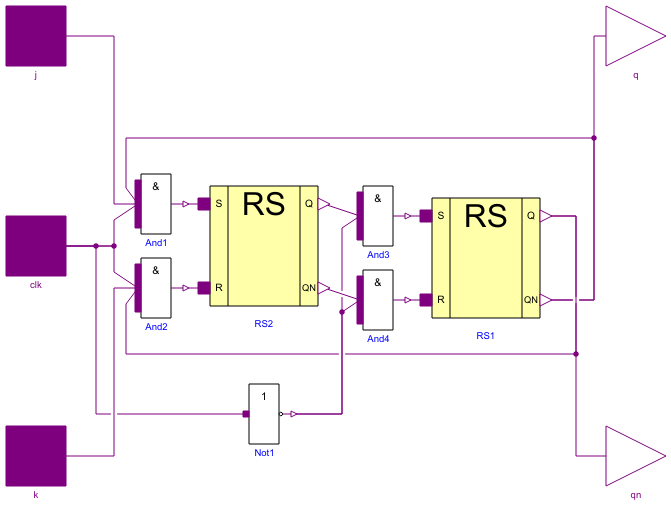 j
q
&
And1
S
RS
Q
R
QN
RS2
&
And3
S
RS
Q
R
QN
RS1
clk
&
And2
&
And4
1
Not1
k
qn